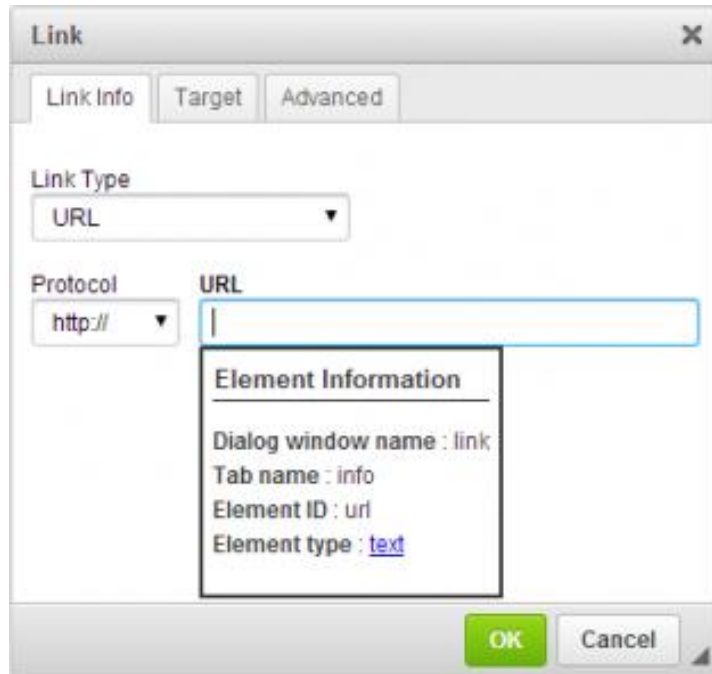 Link
Link Info Target Advanced
Link Type
URL
Protocol URL
http://
Element Information
Dialog window name : link
Tab name : info
Element ID : url
Element type : text
OK Cancel